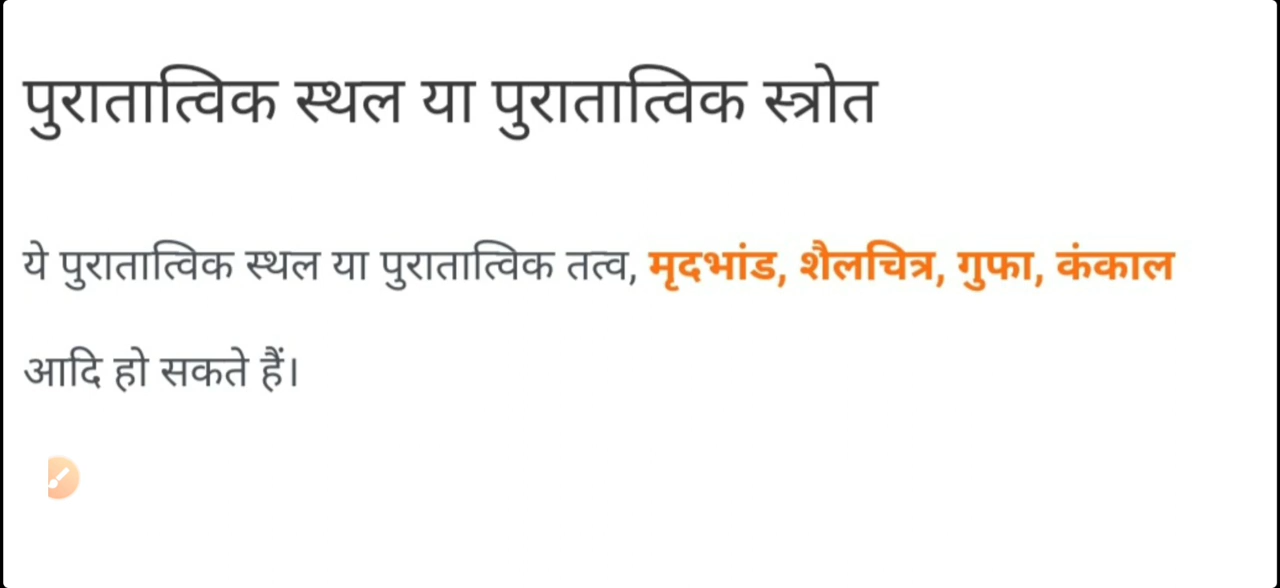 पुरातात्विक स्थल या पुरातात्विक स्त्रोत
ये पुरातात्विक स्थल या पुरातात्विक तत्व, मृदभांड, शैलचित्र, गुफा, कंकाल
आदि हो सकते हैं।